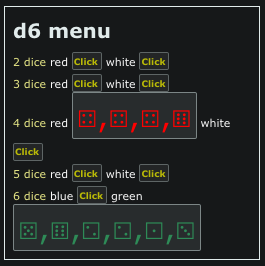 d6 menu
2 dice red Click white Click
3 dice red Click white Click
4 dice red ⚃,⚃,⚃,⚅ white
Click
5 dice red Click white Click
6 dice blue Click green
⚄,⚅,⚁,⚁,⚀,⚂